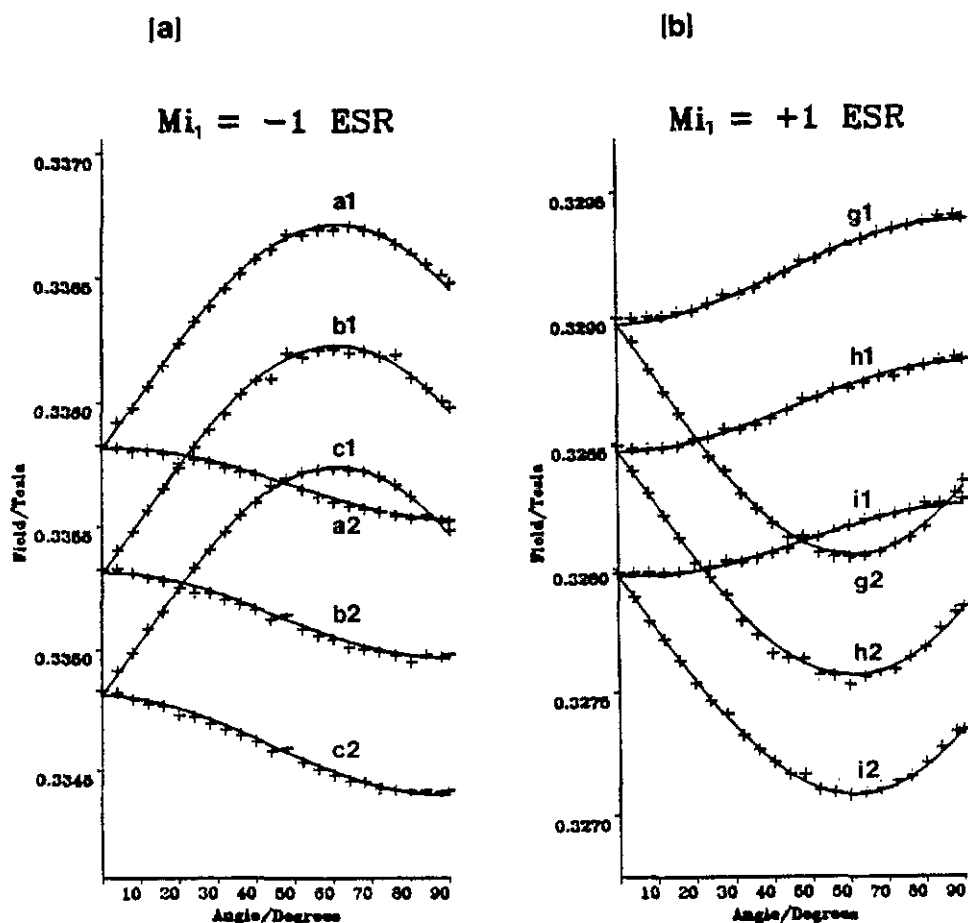 [a]
Mi₁ = −1 ESR
0.3370
0.3365
0.3360
0.3355
0.3350
0.3345
Field/Tesla
a1
b1
c1
a2
b2
c2
10 20 30 40 50 60 70 80 90
Angle/Degrees
[b]
Mi₁ = +1 ESR
0.3295
0.3290
0.3285
0.3280
0.3275
0.3270
Field/Tesla
g1
h1
i1
g2
h2
i2
10 20 30 40 50 60 70 80 90
Angle/Degrees